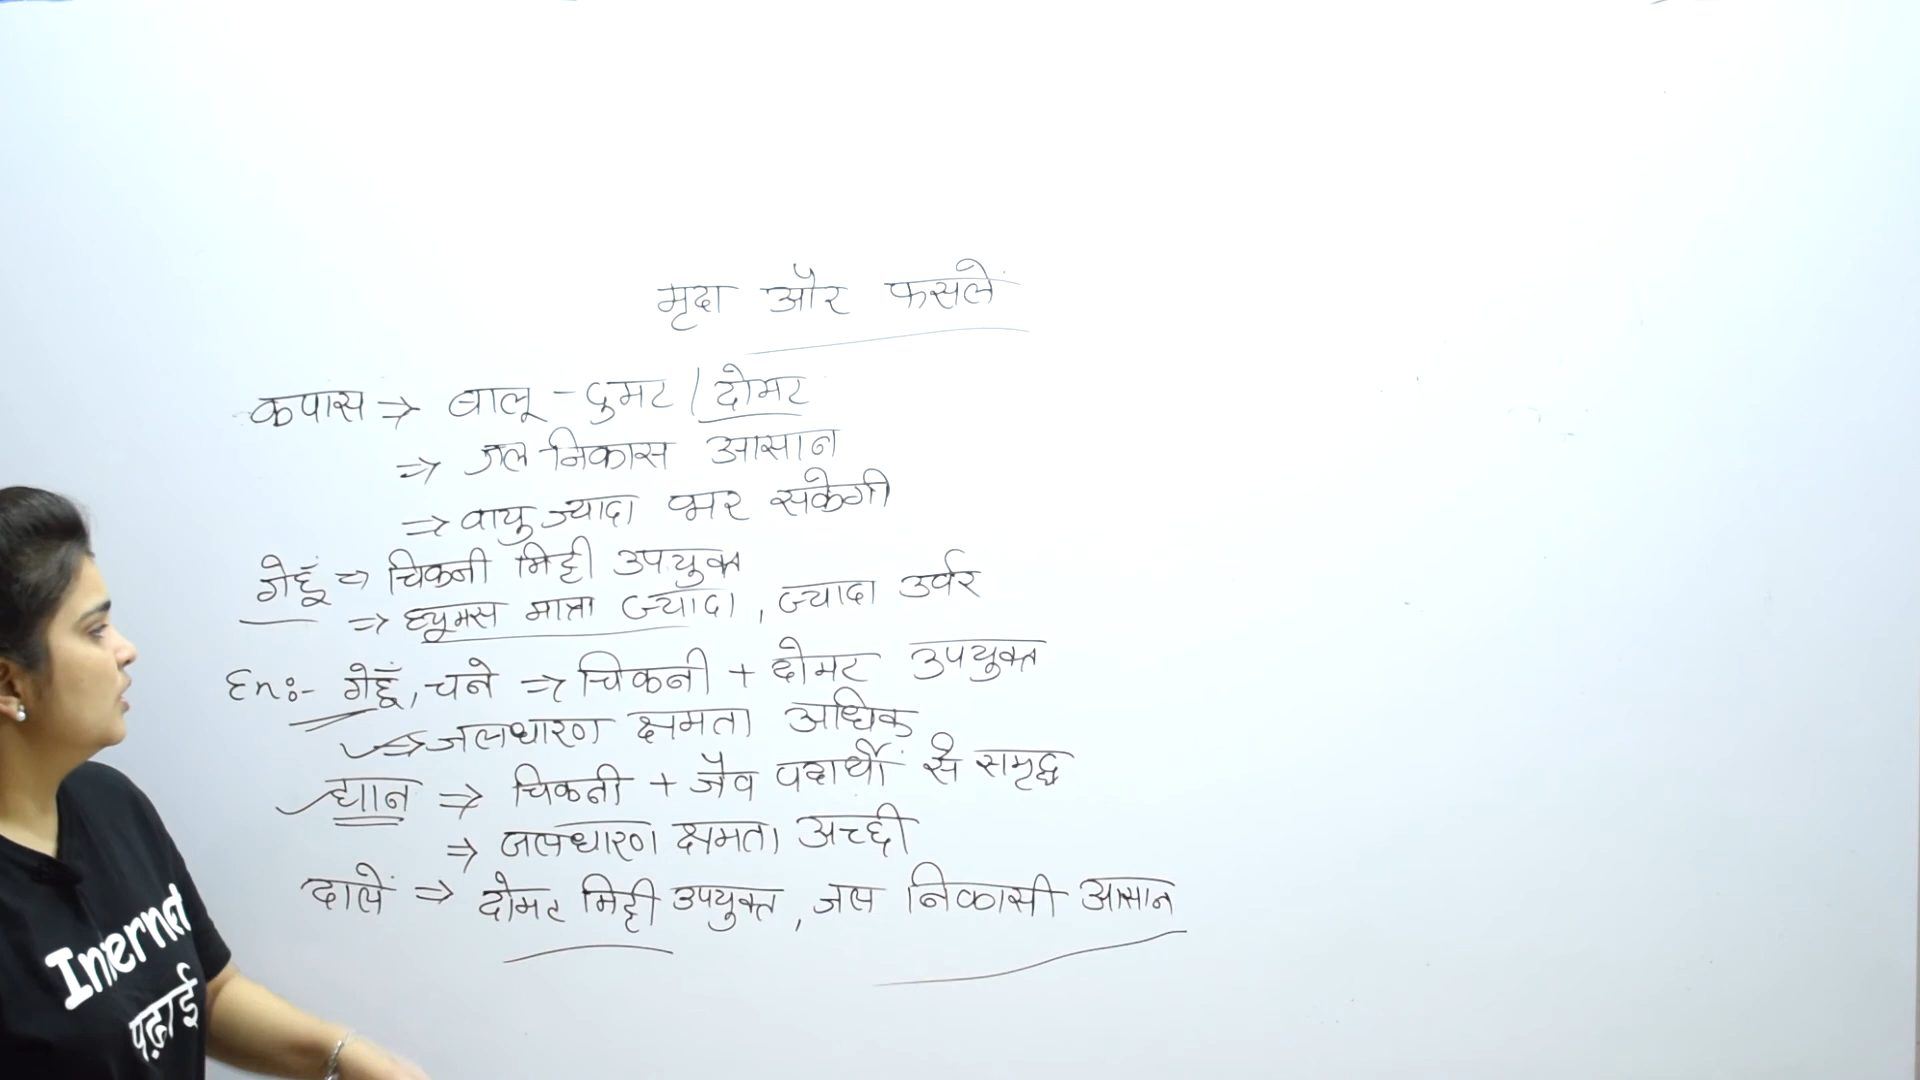 मृदा और फसलें
कपास ⇒ बालू - दुमट / दोमट
⇒ जल निकास आसान
⇒ वायु ज्यादा भर सकेगी
गेहूँ ⇒ चिकनी मिट्टी उपयुक्त
⇒ ह्यूमस मात्रा ज्यादा, ज्यादा उर्वर
En:- गेहूँ, चने ⇒ चिकनी + दोमट उपयुक्त
⇒ जलधारण क्षमता अधिक
धान ⇒ चिकनी + जैव पदार्थों से समृद्ध
⇒ जलधारण क्षमता अच्छी
दालें ⇒ दोमट मिट्टी उपयुक्त, जल निकासी आसान
Internet
पढ़ाई